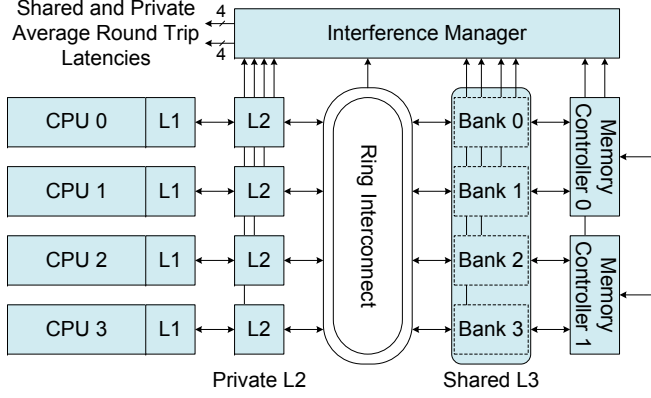 Shared and Private
Average Round Trip
Latencies
4
4
Interference Manager
CPU 0
L1
L2
Bank 0
CPU 1
L1
L2
Bank 1
Memory
Controller 0
CPU 2
L1
L2
Bank 2
CPU 3
L1
L2
Bank 3
Memory
Controller 1
Ring Interconnect
Private L2
Shared L3